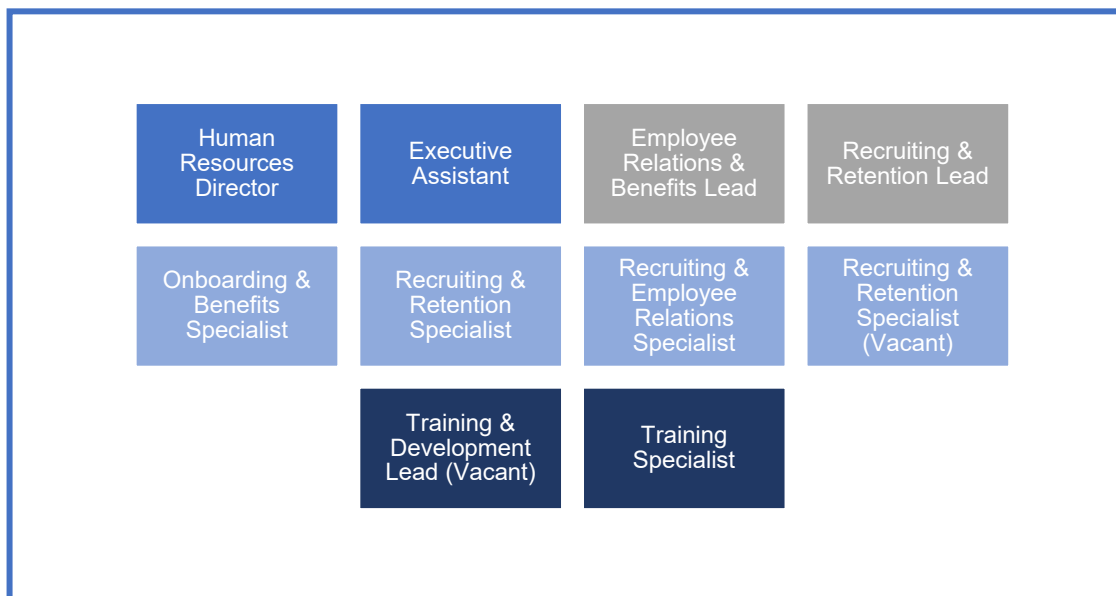 Human
Resources
Director
Executive
Assistant
Employee
Relations &
Benefits Lead
Recruiting &
Retention Lead
Onboarding &
Benefits
Specialist
Recruiting &
Retention
Specialist
Recruiting &
Employee
Relations
Specialist
Recruiting &
Retention
Specialist
(Vacant)
Training &
Development
Lead (Vacant)
Training
Specialist